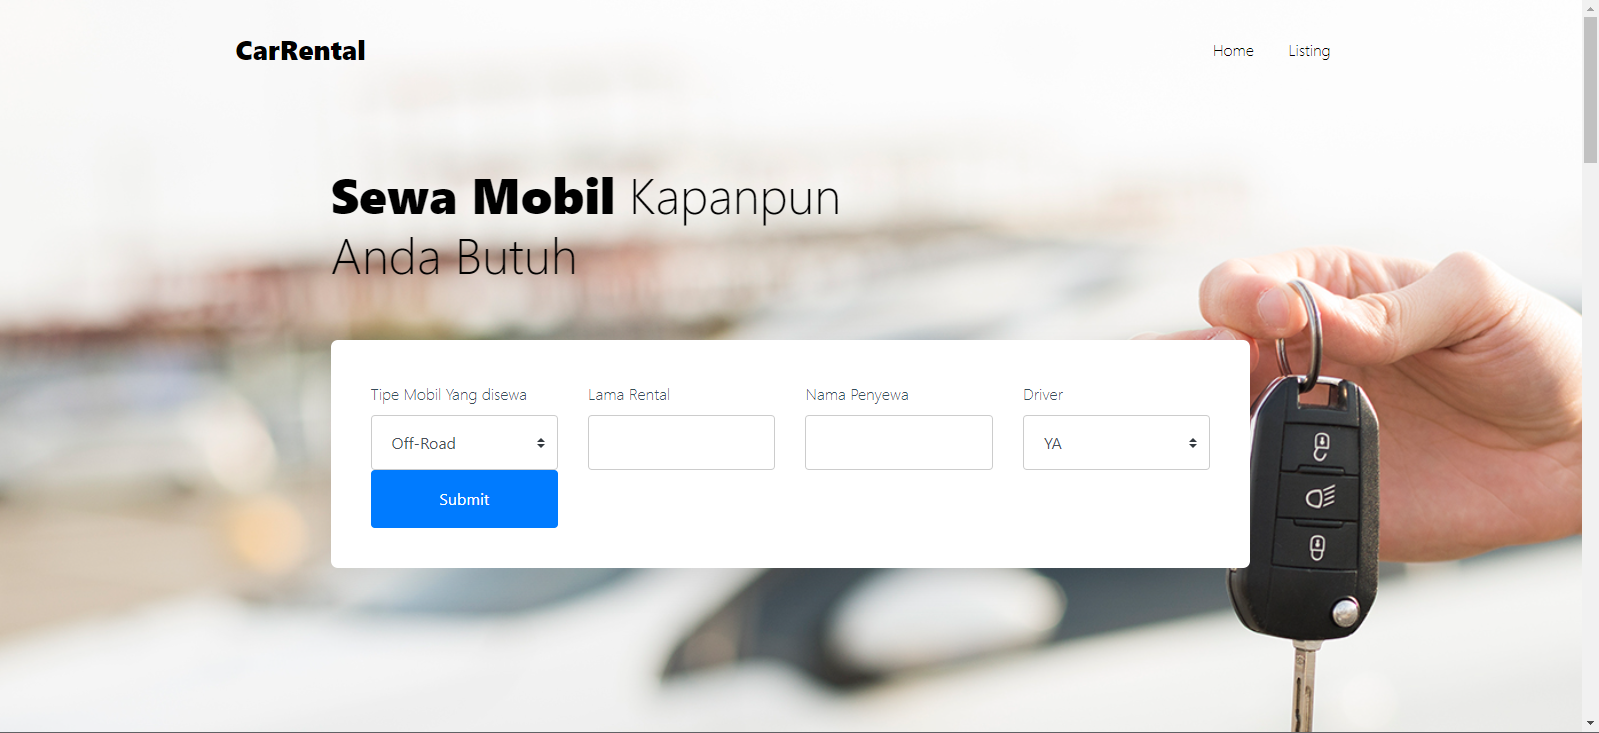 CarRental
Home Listing
Sewa Mobil Kapanpun
Anda Butuh
Tipe Mobil Yang disewa Lama Rental Nama Penyewa Driver
Off-Road YA
Submit